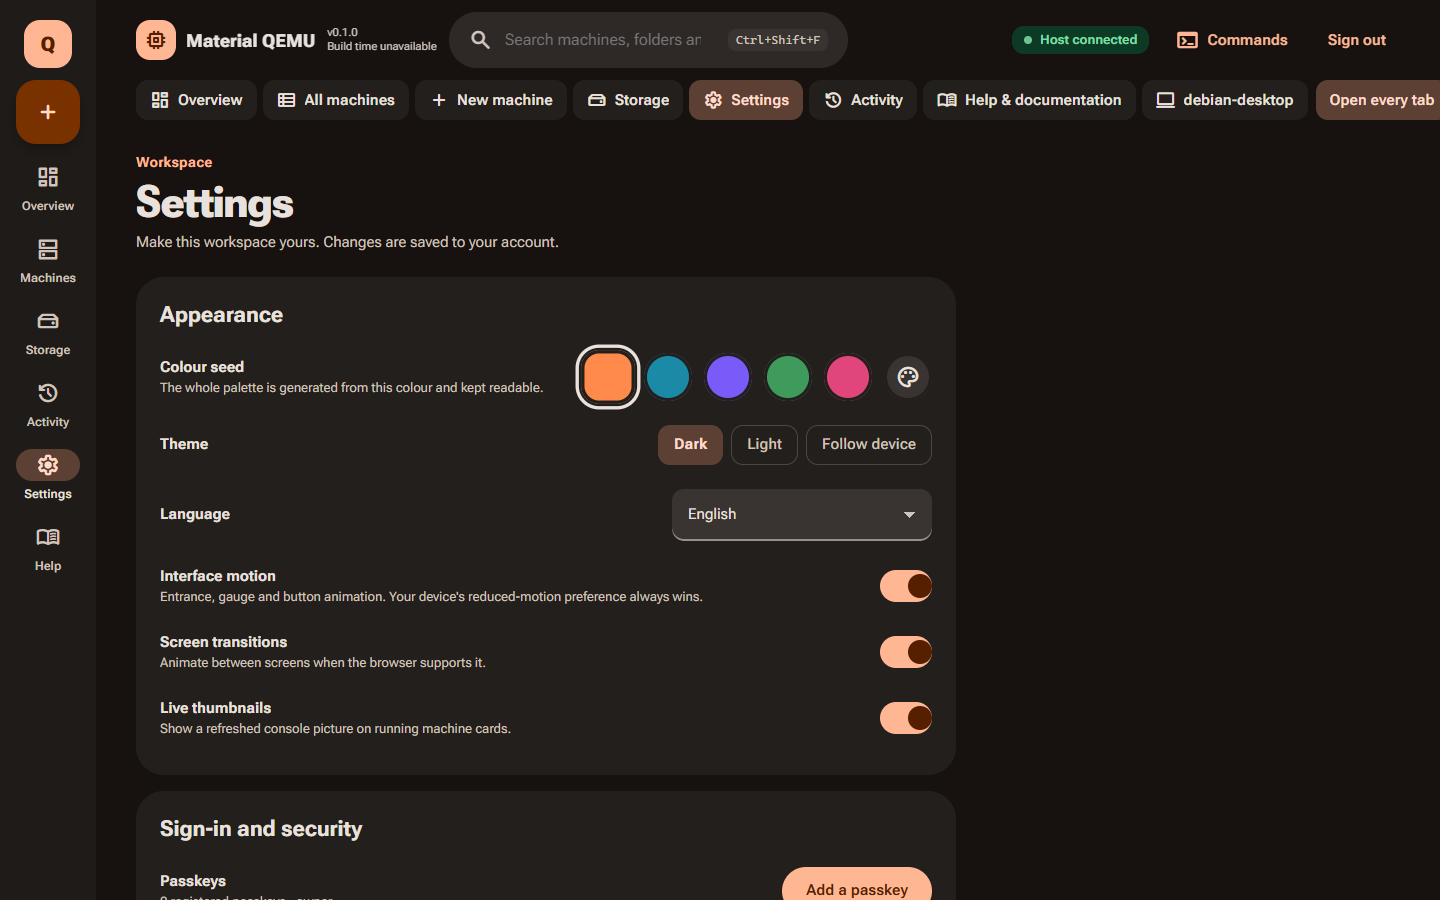 Q
Material QEMU
v0.1.0
Build time unavailable
Search machines, folders an
Ctrl+Shift+F
Host connected
Commands
Sign out
Overview
All machines
New machine
Storage
Settings
Activity
Help & documentation
debian-desktop
Open every tab
Overview
Machines
Storage
Activity
Settings
Help
Workspace
Settings
Make this workspace yours. Changes are saved to your account.
Appearance
Colour seed
The whole palette is generated from this colour and kept readable.
Theme
Dark
Light
Follow device
Language
English
Interface motion
Entrance, gauge and button animation. Your device's reduced-motion preference always wins.
Screen transitions
Animate between screens when the browser supports it.
Live thumbnails
Show a refreshed console picture on running machine cards.
Sign-in and security
Passkeys
Add a passkey